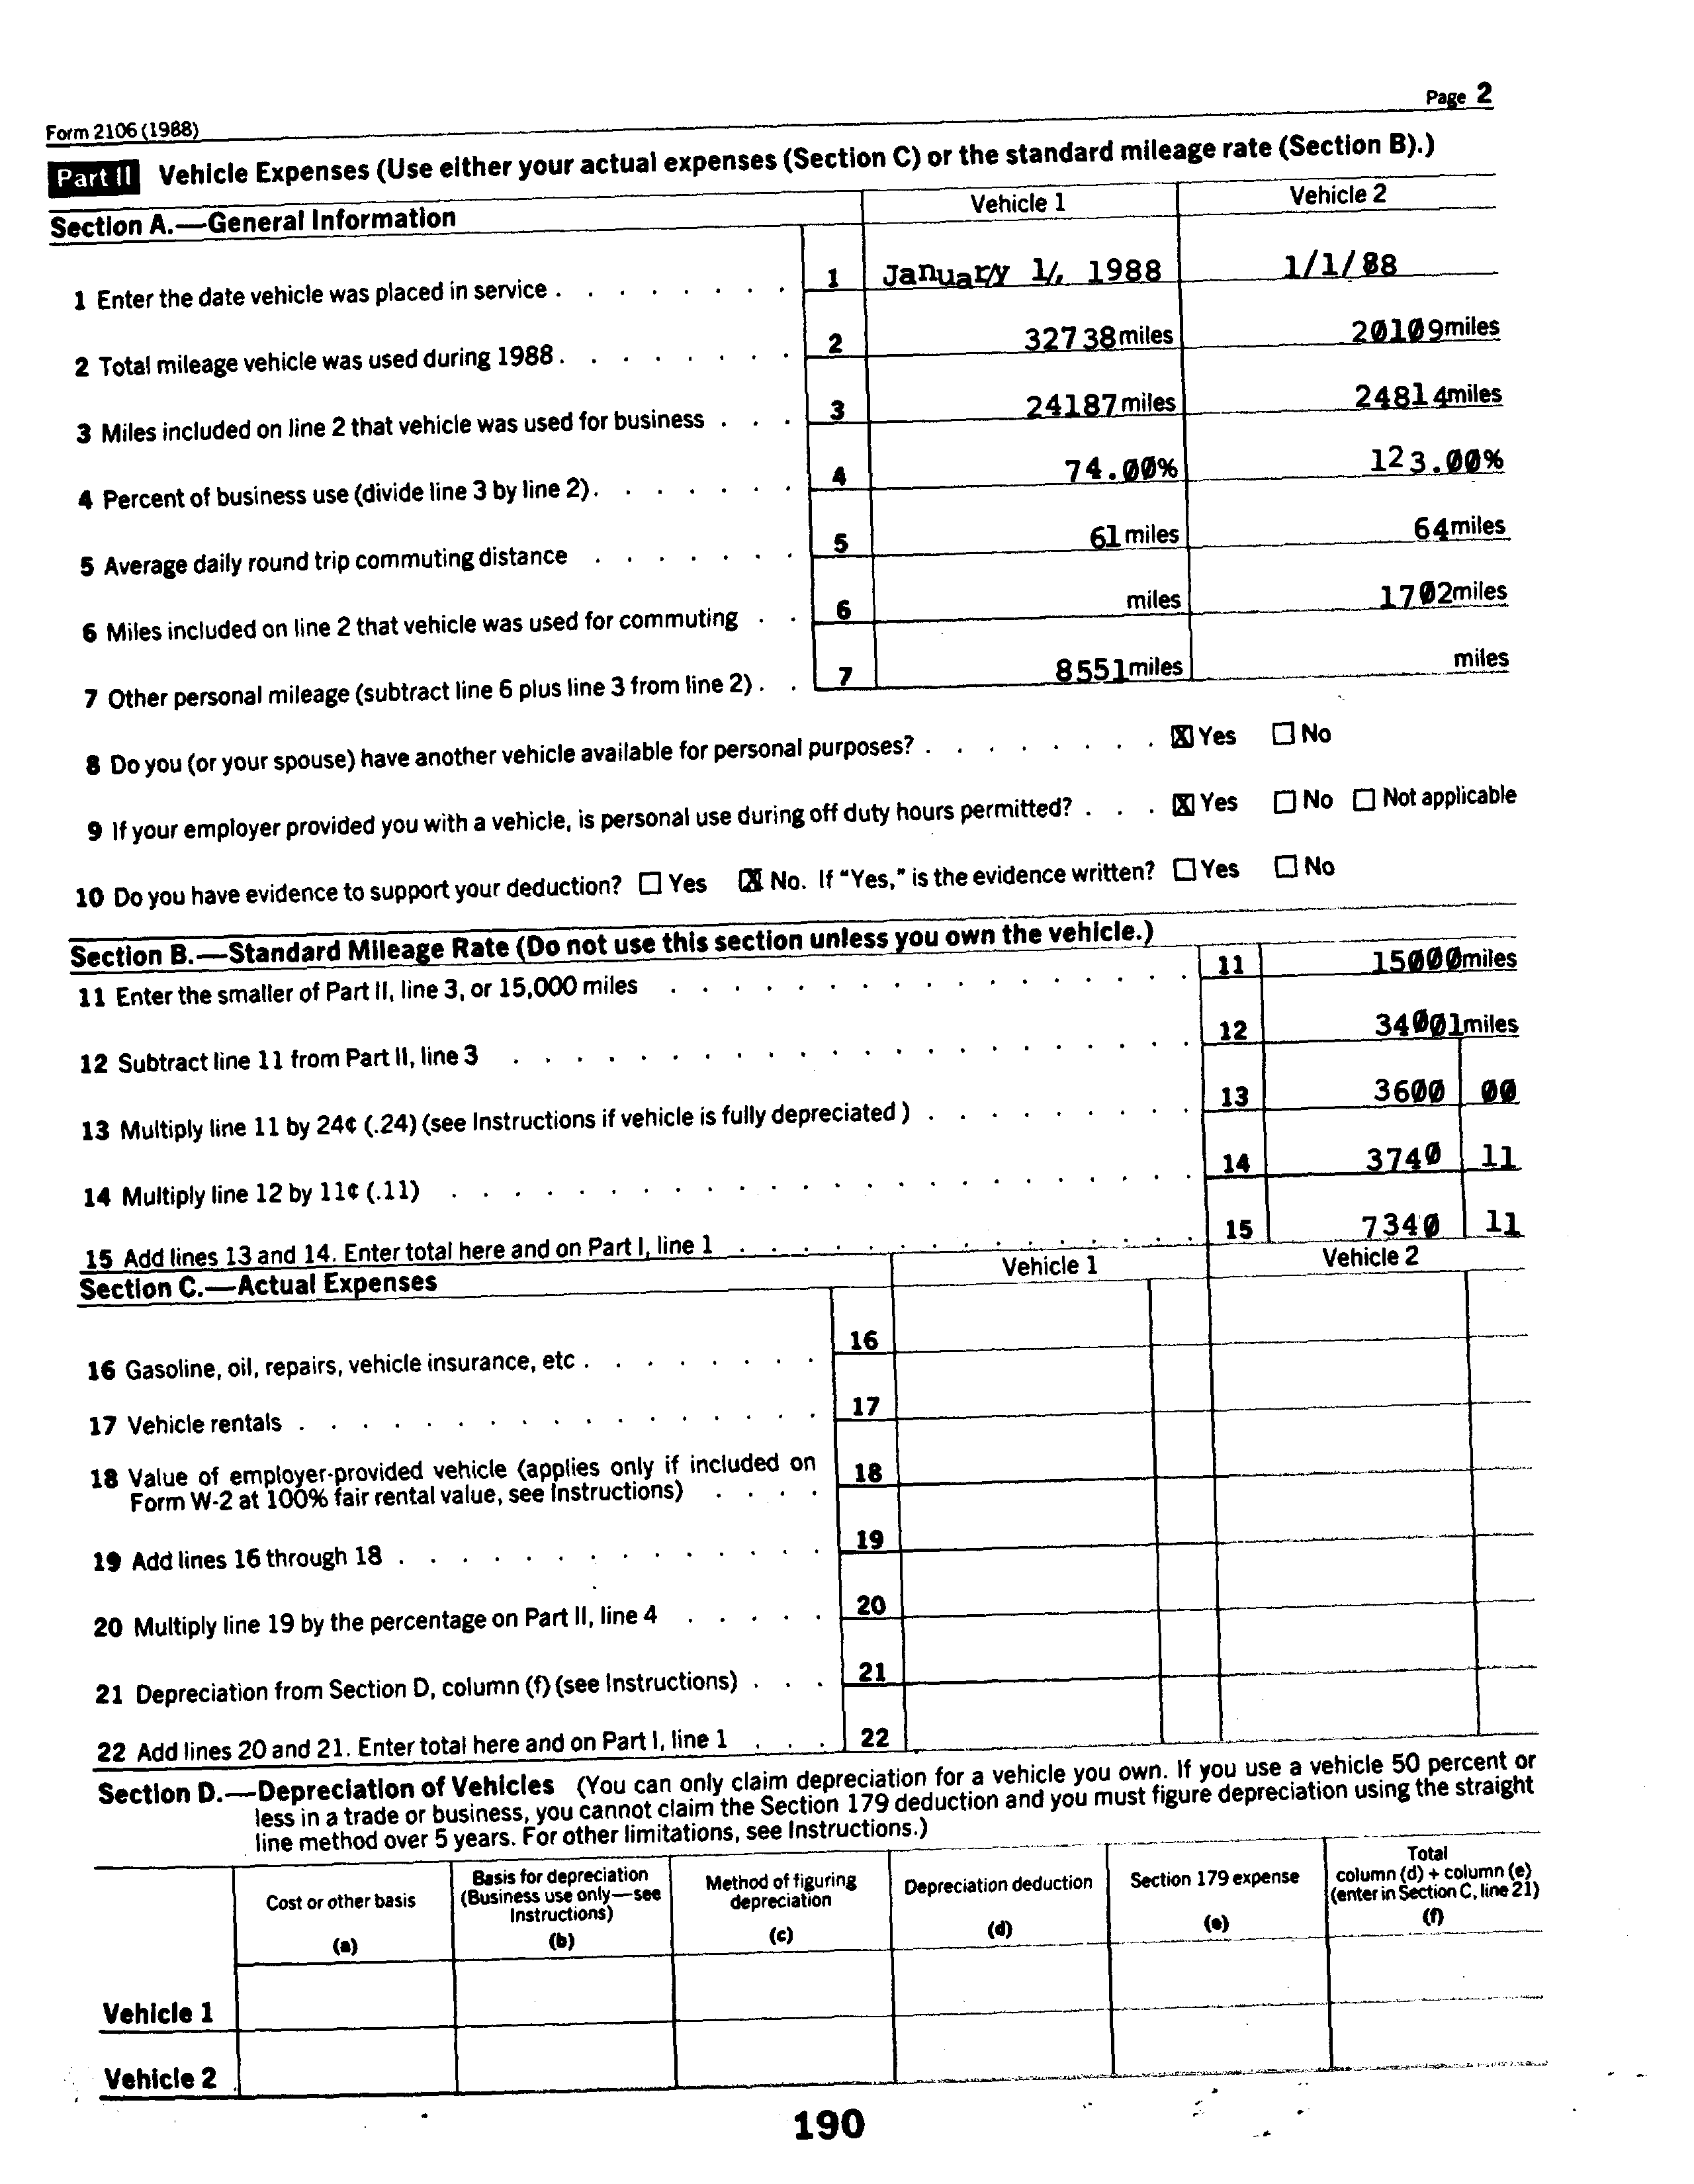 Form 2106 (1988) Page 2
Part II Vehicle Expenses (Use either your actual expenses (Section C) or the standard mileage rate (Section B).)
Section A.—General Information Vehicle 1 Vehicle 2
1 Enter the date vehicle was placed in service . . . . . . . . 1 January 1/, 1988 1/1/88
2 Total mileage vehicle was used during 1988 . . . . . . . . 2 32738 miles 20109 miles
3 Miles included on line 2 that vehicle was used for business . . . 3 24187 miles 24814 miles
4 Percent of business use (divide line 3 by line 2) . . . . . . . 4 74.00% 123.00%
5 Average daily round trip commuting distance . . . . . . . 5 61 miles 64 miles
6 Miles included on line 2 that vehicle was used for commuting . . 6 miles 1702 miles
7 Other personal mileage (subtract line 6 plus line 3 from line 2) . . 7 8551 miles miles
8 Do you (or your spouse) have another vehicle available for personal purposes? . . . . . . . . ☒ Yes ☐ No
9 If your employer provided you with a vehicle, is personal use during off duty hours permitted? . . . ☒ Yes ☐ No ☐ Not applicable
10 Do you have evidence to support your deduction? ☐ Yes ☒ No. If "Yes," is the evidence written? ☐ Yes ☐ No
Section B.—Standard Mileage Rate (Do not use this section unless you own the vehicle.)
11 Enter the smaller of Part II, line 3, or 15,000 miles . . . . . . . . . . . . . . . . . 11 15000 miles
12 Subtract line 11 from Part II, line 3 . . . . . . . . . . . . . . . . . . . . 12 34001 miles
13 Multiply line 11 by 24¢ (.24) (see Instructions if vehicle is fully depreciated ) . . . . . . . . . 13 3600 00
14 Multiply line 12 by 11¢ (.11) . . . . . . . . . . . . . . . . . . . . . . 14 3740 11
15 Add lines 13 and 14. Enter total here and on Part I, line 1 . . . . . . . . . . . . . . 15 7340 11
Section C.—Actual Expenses Vehicle 1 Vehicle 2
16 Gasoline, oil, repairs, vehicle insurance, etc . . . . . . . . 16
17 Vehicle rentals . . . . . . . . . . . . . . . . . 17
18 Value of employer-provided vehicle (applies only if included on 18
Form W-2 at 100% fair rental value, see Instructions) . . . .
19 Add lines 16 through 18 . . . . . . . . . . . . . . 19
20 Multiply line 19 by the percentage on Part II, line 4 . . . . . 20
21 Depreciation from Section D, column (f) (see Instructions) . . . 21
22 Add lines 20 and 21. Enter total here and on Part I, line 1 . . . 22
Section D.—Depreciation of Vehicles (You can only claim depreciation for a vehicle you own. If you use a vehicle 50 percent or
less in a trade or business, you cannot claim the Section 179 deduction and you must figure depreciation using the straight
line method over 5 years. For other limitations, see Instructions.)
Cost or other basis
(a)
Basis for depreciation
(Business use only—see
Instructions)
(b)
Method of figuring
depreciation
(c)
Depreciation deduction
(d)
Section 179 expense
(e)
Total
column (d) + column (e)
(enter in Section C, line 21)
(f)
Vehicle 1
Vehicle 2
190